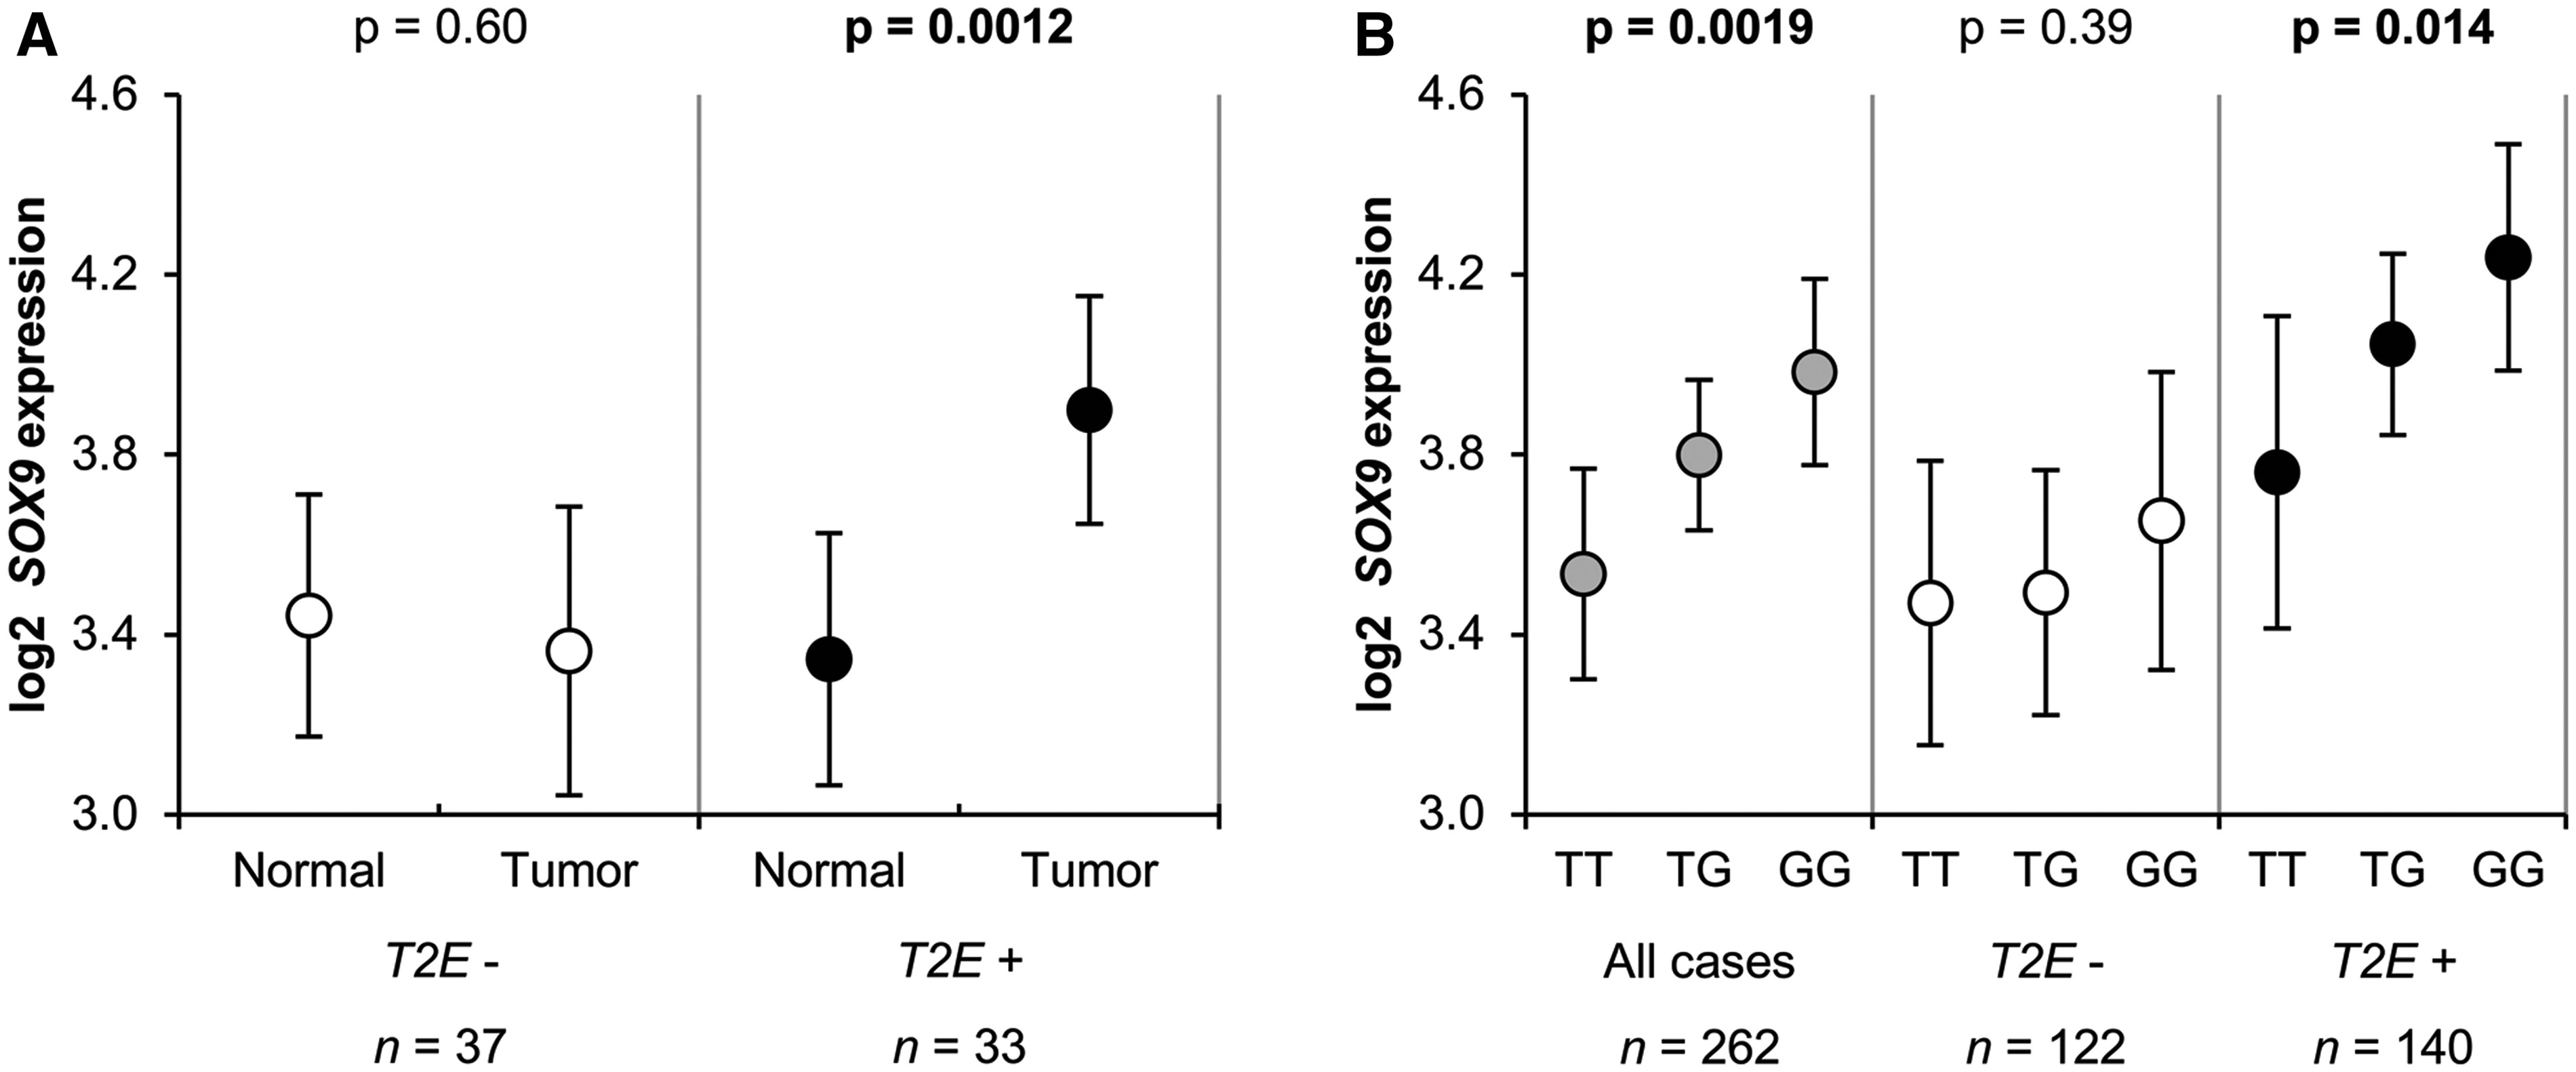 A
p = 0.60
p = 0.0012
4.6
4.2
3.8
3.4
3.0
log2 SOX9 expression
Normal Tumor Normal Tumor
T2E - T2E +
n = 37 n = 33
B
p = 0.0019
p = 0.39
p = 0.014
4.6
4.2
3.8
3.4
3.0
log2 SOX9 expression
TT TG GG TT TG GG TT TG GG
All cases T2E - T2E +
n = 262 n = 122 n = 140